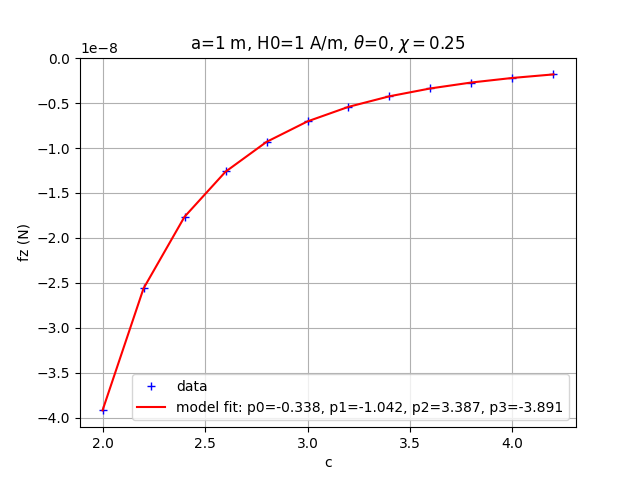 a=1 m, H0=1 A/m, θ=0, χ = 0.25
1e−8
0.0
−0.5
−1.0
−1.5
−2.0
−2.5
−3.0
−3.5
−4.0
fz (N)
data
model fit: p0=-0.338, p1=-1.042, p2=3.387, p3=-3.891
2.0 2.5 3.0 3.5 4.0
c